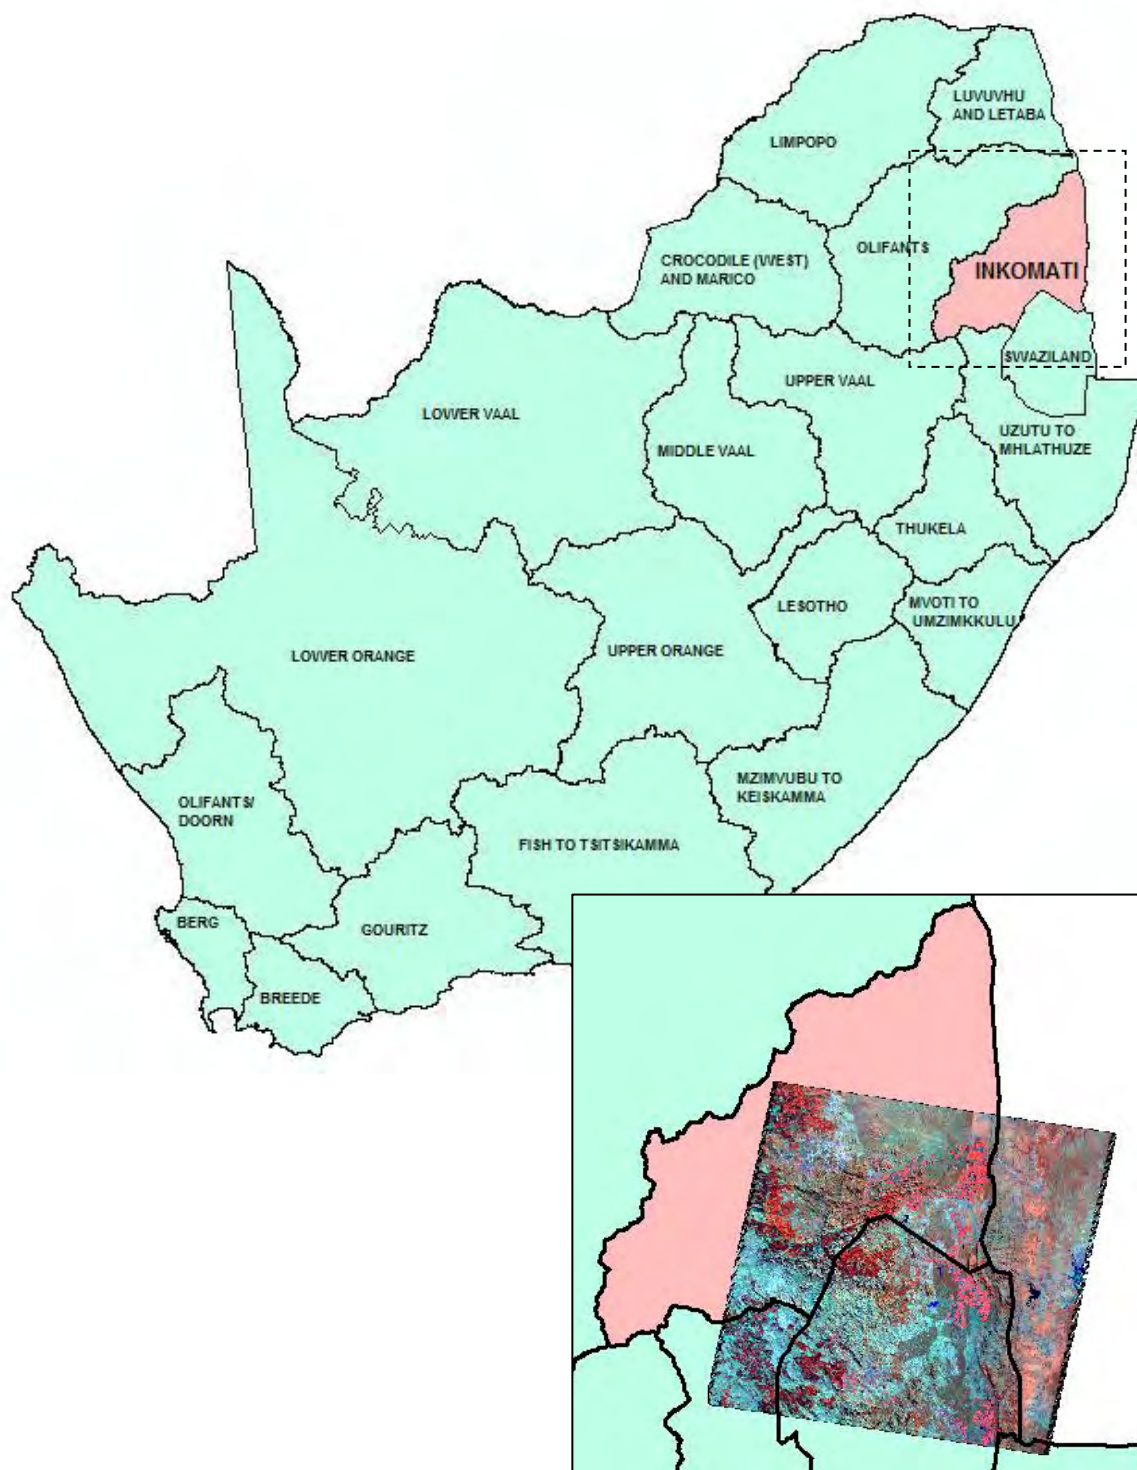 LUVUVHU
AND LETABA
LIMPOPO
OLIFANTS
CROCODILE (WEST)
AND MARICO
INKOMATI
SWAZILAND
UPPER VAAL
LOWER VAAL
UZUTU TO
MHLATHUZE
MIDDLE VAAL
THUKELA
LESOTHO
MVOTI TO
UMZIMKKULU
UPPER ORANGE
LOWER ORANGE
MZIMVUBU TO
KEISKAMMA
OLIFANTS/
DOORN
FISH TO TSITSIKAMMA
BERG
GOURITZ
BREEDE